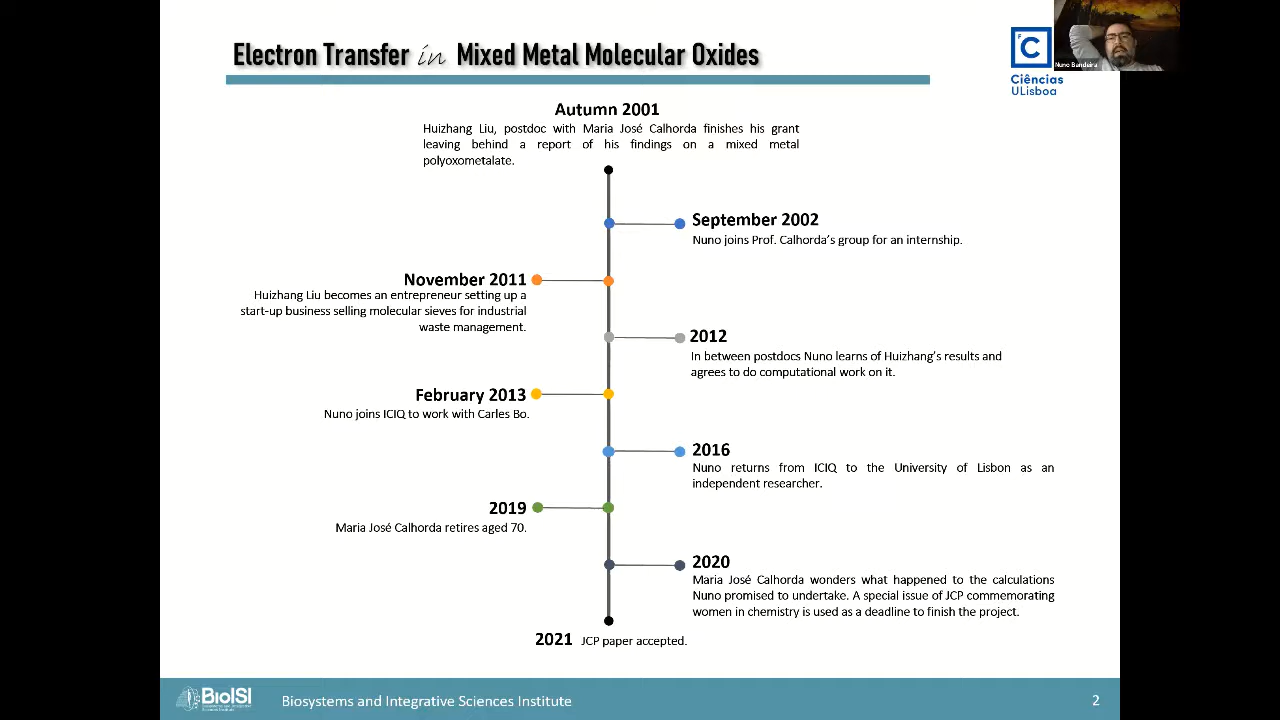 Electron Transfer in Mixed Metal Molecular Oxides
F
C
Ciências
ULisboa
Nuno Bandeira
Autumn 2001
Huizhang Liu, postdoc with Maria José Calhorda finishes his grant
leaving behind a report of his findings on a mixed metal
polyoxometalate.
September 2002
Nuno joins Prof. Calhorda's group for an internship.
November 2011
Huizhang Liu becomes an entrepreneur setting up a
start-up business selling molecular sieves for industrial
waste management.
2012
In between postdocs Nuno learns of Huizhang's results and
agrees to do computational work on it.
February 2013
Nuno joins ICIQ to work with Carles Bo.
2016
Nuno returns from ICIQ to the University of Lisbon as an
independent researcher.
2019
Maria José Calhorda retires aged 70.
2020
Maria José Calhorda wonders what happened to the calculations
Nuno promised to undertake. A special issue of JCP commemorating
women in chemistry is used as a deadline to finish the project.
2021 JCP paper accepted.
BioISI
Biosystems and Integrative Sciences Institute
2